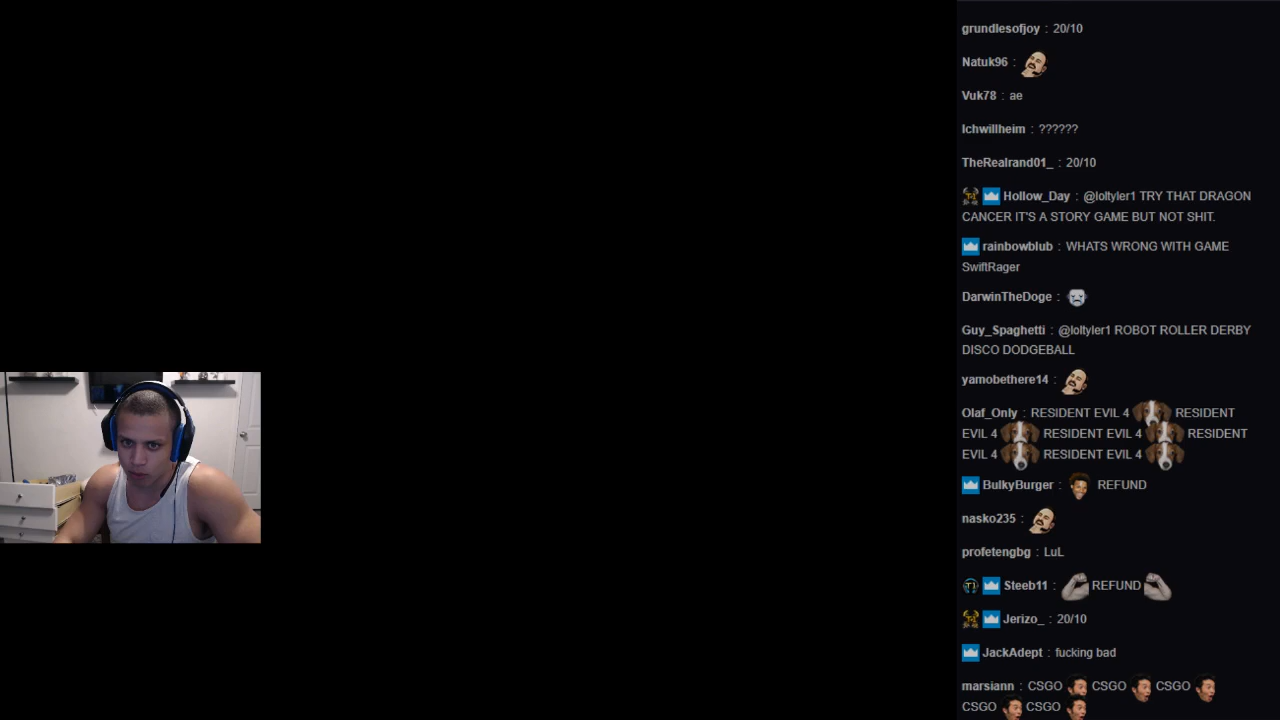 grundlesofjoy : 20/10
Natuk96 :
Vuk78 : ae
Ichwillheim : ??????
TheRealrand01_ : 20/10
Hollow_Day : @loltyler1 TRY THAT DRAGON
CANCER IT'S A STORY GAME BUT NOT SHIT.
rainbowblub : WHATS WRONG WITH GAME
SwiftRager
DarwinTheDoge :
Guy_Spaghetti : @loltyler1 ROBOT ROLLER DERBY
DISCO DODGEBALL
yamobethere14 :
Olaf_Only : RESIDENT EVIL 4 RESIDENT
EVIL 4 RESIDENT EVIL 4 RESIDENT
EVIL 4 RESIDENT EVIL 4
BulkyBurger : REFUND
nasko235 :
profetengbg : LuL
Steeb11 : REFUND
Jerizo_ : 20/10
JackAdept : fucking bad
marsiann : CSGO CSGO CSGO
CSGO CSGO